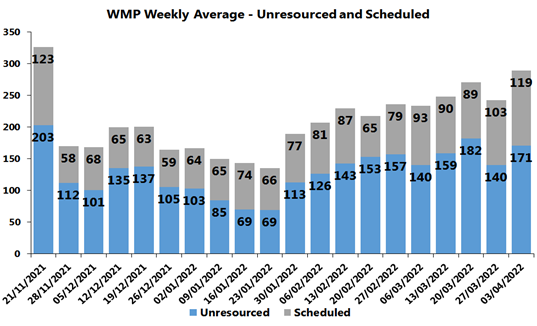 WMP Weekly Average - Unresourced and Scheduled
350
300
250
200
150
100
50
0
123 58 68 65 63 59 64 65 74 66 77 81 87 65 79 93 90 89 103 119
203 112 101 135 137 105 103 85 69 69 113 126 143 153 157 140 159 182 140 171
21/11/2021 28/11/2021 05/12/2021 12/12/2021 19/12/2021 26/12/2021 02/01/2022 09/01/2022 16/01/2022 23/01/2022 30/01/2022 06/02/2022 13/02/2022 20/02/2022 27/02/2022 06/03/2022 13/03/2022 20/03/2022 27/03/2022 03/04/2022
Unresourced Scheduled